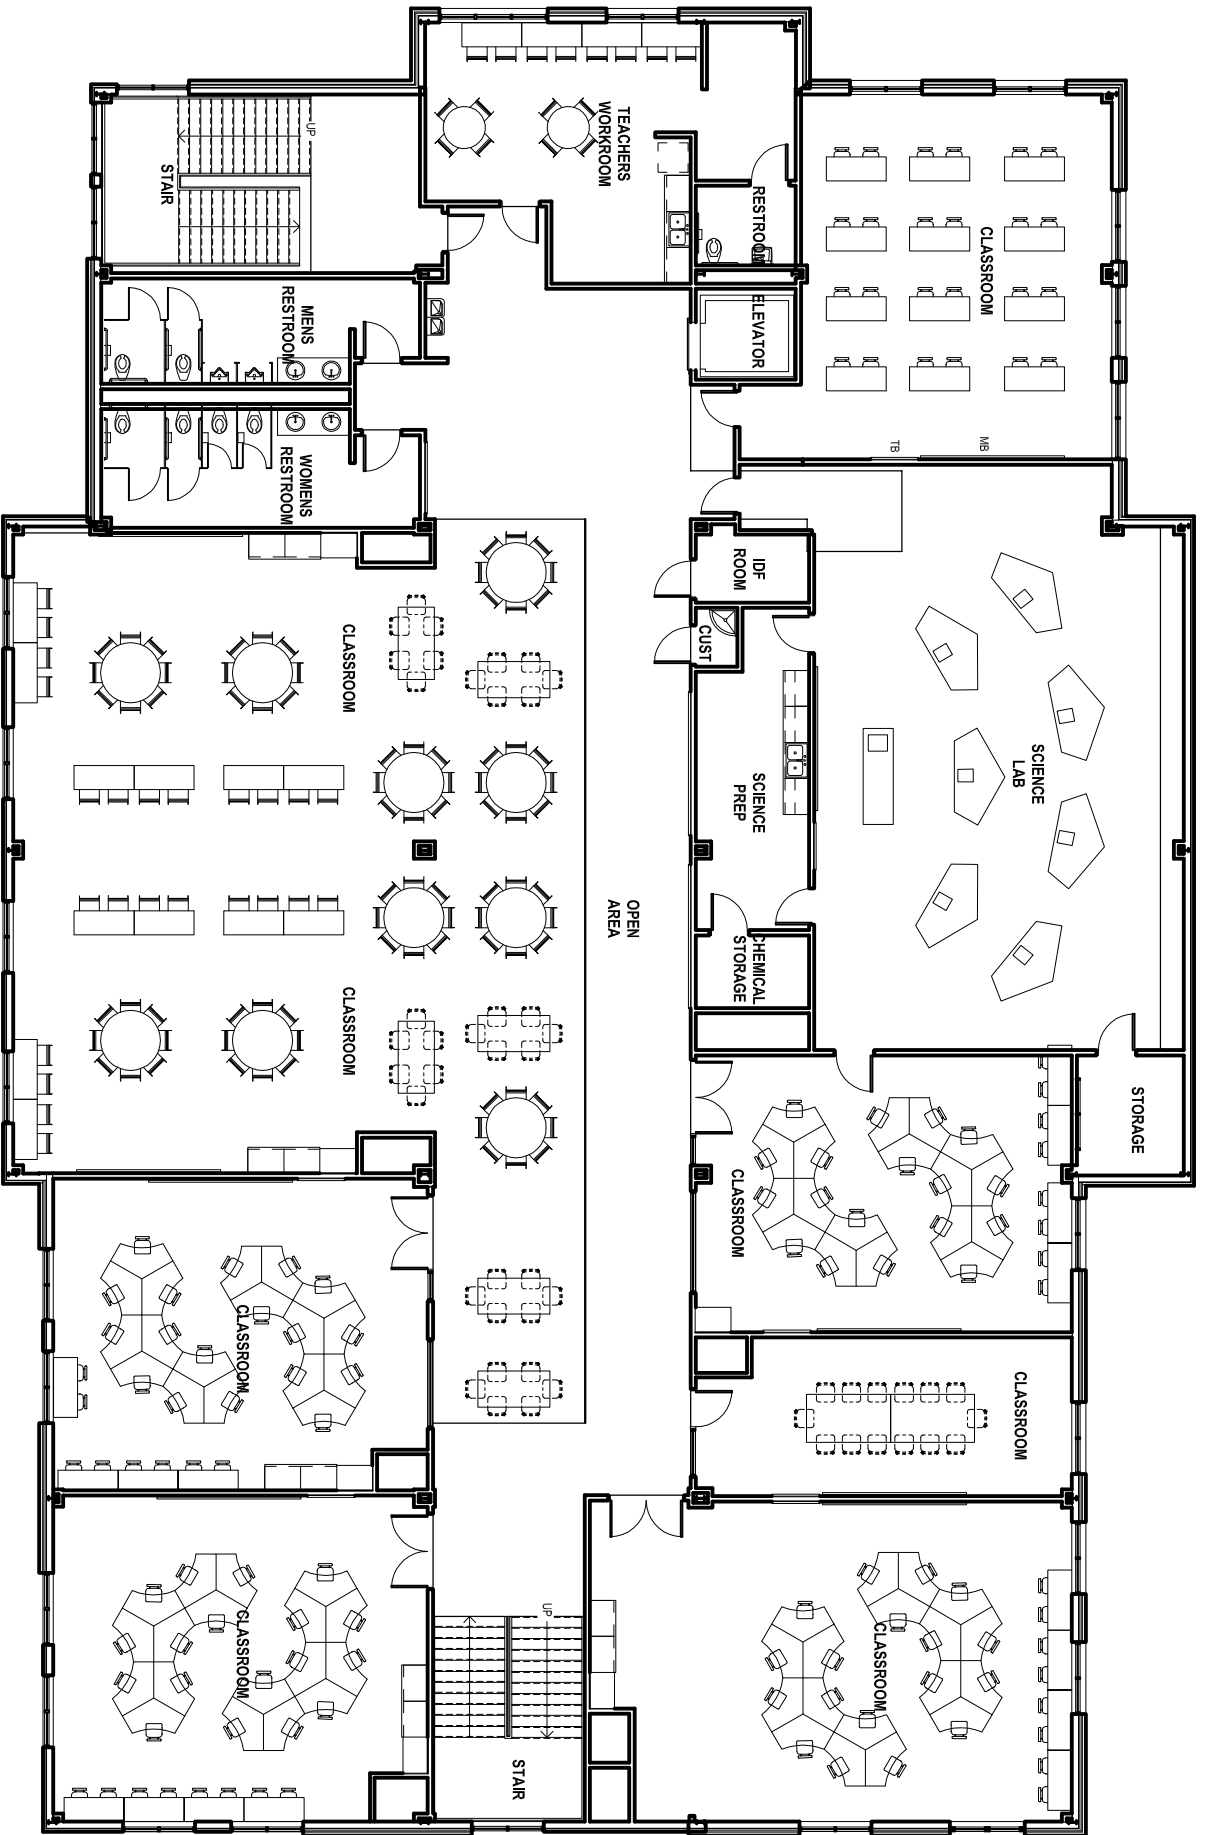 TEACHERS
WORKROOM
UP
STAIR
RESTROOM
CLASSROOM
MENS
RESTROOM
ELEVATOR
TB
MB
WOMENS
RESTROOM
IDF
ROOM
CUST
CLASSROOM
SCIENCE
LAB
SCIENCE
PREP
OPEN
AREA
CHEMICAL
STORAGE
CLASSROOM
STORAGE
CLASSROOM
CLASSROOM
CLASSROOM
CLASSROOM
CLASSROOM
UP
STAIR